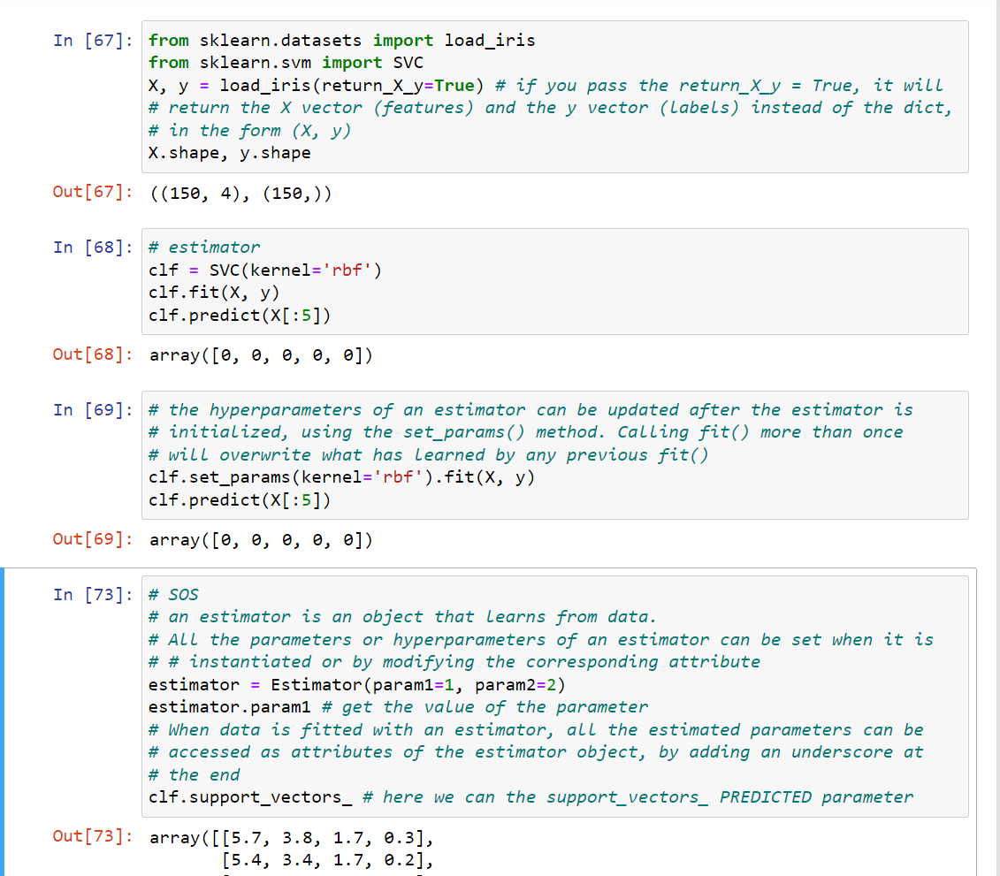 In [67]: from sklearn.datasets import load_iris
from sklearn.svm import SVC
X, y = load_iris(return_X_y=True) # if you pass the return_X_y = True, it will
# return the X vector (features) and the y vector (labels) instead of the dict,
# in the form (X, y)
X.shape, y.shape
Out[67]: ((150, 4), (150,))
In [68]: # estimator
clf = SVC(kernel='rbf')
clf.fit(X, y)
clf.predict(X[:5])
Out[68]: array([0, 0, 0, 0, 0])
In [69]: # the hyperparameters of an estimator can be updated after the estimator is
# initialized, using the set_params() method. Calling fit() more than once
# will overwrite what has learned by any previous fit()
clf.set_params(kernel='rbf').fit(X, y)
clf.predict(X[:5])
Out[69]: array([0, 0, 0, 0, 0])
In [73]: # SOS
# an estimator is an object that learns from data.
# All the parameters or hyperparameters of an estimator can be set when it is
# # instantiated or by modifying the corresponding attribute
estimator = Estimator(param1=1, param2=2)
estimator.param1 # get the value of the parameter
# When data is fitted with an estimator, all the estimated parameters can be
# accessed as attributes of the estimator object, by adding an underscore at
# the end
clf.support_vectors_ # here we can the support_vectors_ PREDICTED parameter
Out[73]: array([[5.7, 3.8, 1.7, 0.3],
[5.4, 3.4, 1.7, 0.2],